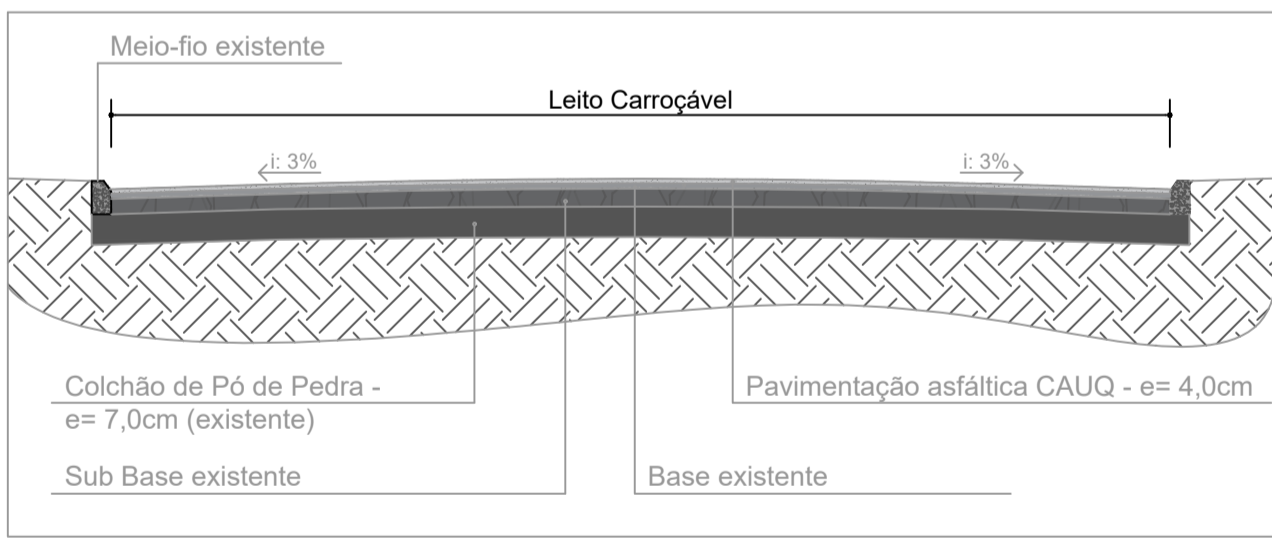 Meio-fio existente
Leito Carroçável
i: 3%
i: 3%
Colchão de Pó de Pedra -
e= 7,0cm (existente)
Pavimentação asfáltica CAUQ - e= 4,0cm
Sub Base existente
Base existente